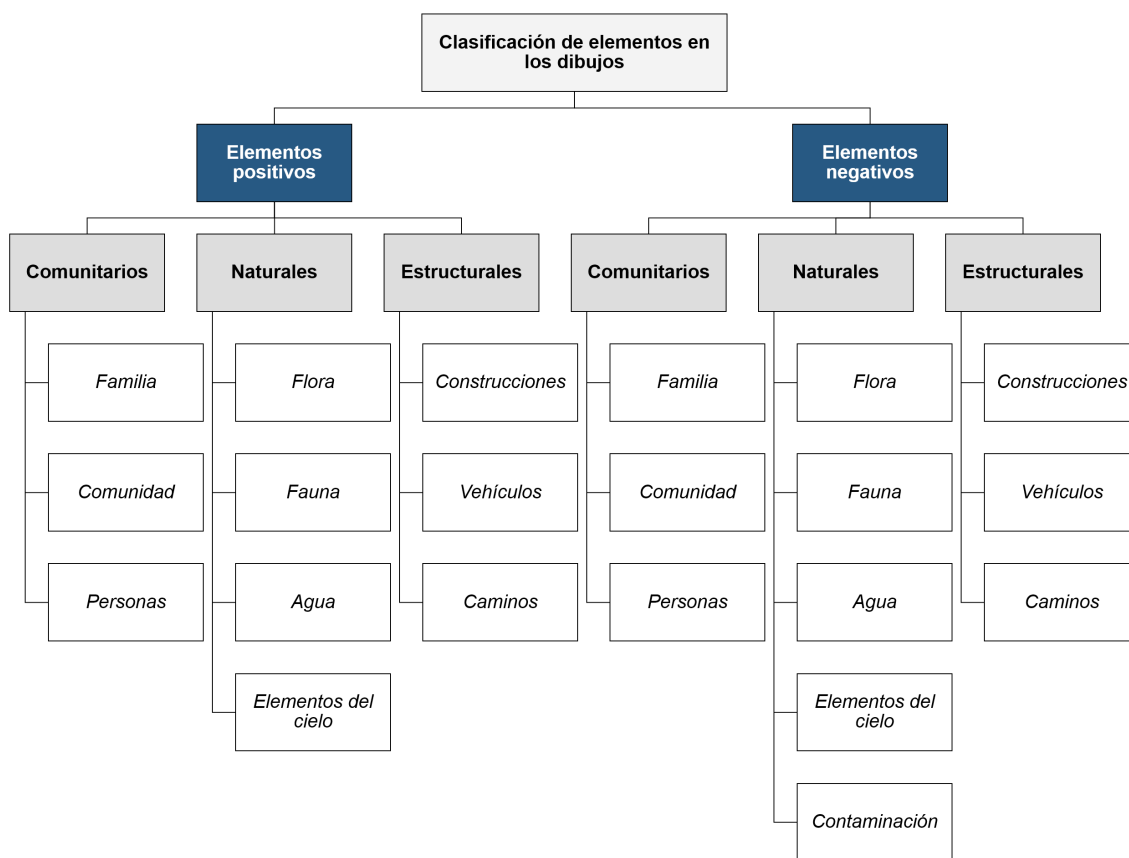 Clasificación de elementos en
los dibujos
Elementos
positivos
Elementos
negativos
Comunitarios
Naturales
Estructurales
Comunitarios
Naturales
Estructurales
Familia
Flora
Construcciones
Familia
Flora
Construcciones
Comunidad
Fauna
Vehículos
Comunidad
Fauna
Vehículos
Personas
Agua
Caminos
Personas
Agua
Caminos
Elementos del
cielo
Elementos del
cielo
Contaminación